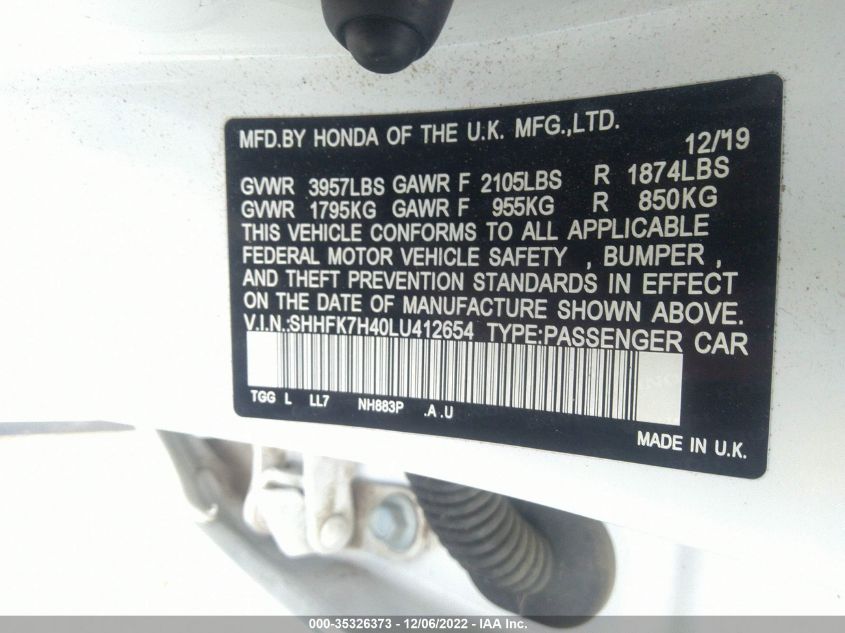 MFD.BY HONDA OF THE U.K. MFG.,LTD.
12/'19
GVWR 3957LBS GAWR F 2105LBS R 1874LBS
GVWR 1795KG GAWR F 955KG R 850KG
THIS VEHICLE CONFORMS TO ALL APPLICABLE
FEDERAL MOTOR VEHICLE SAFETY , BUMPER ,
AND THEFT PREVENTION STANDARDS IN EFFECT
ON THE DATE OF MANUFACTURE SHOWN ABOVE.
V.I.N.:SHHFK7H40LU412654 TYPE:PASSENGER CAR
TGG L LL7 NH883P .A .U
MADE IN U.K.
000-35326373 - 12/06/2022 - IAA Inc.